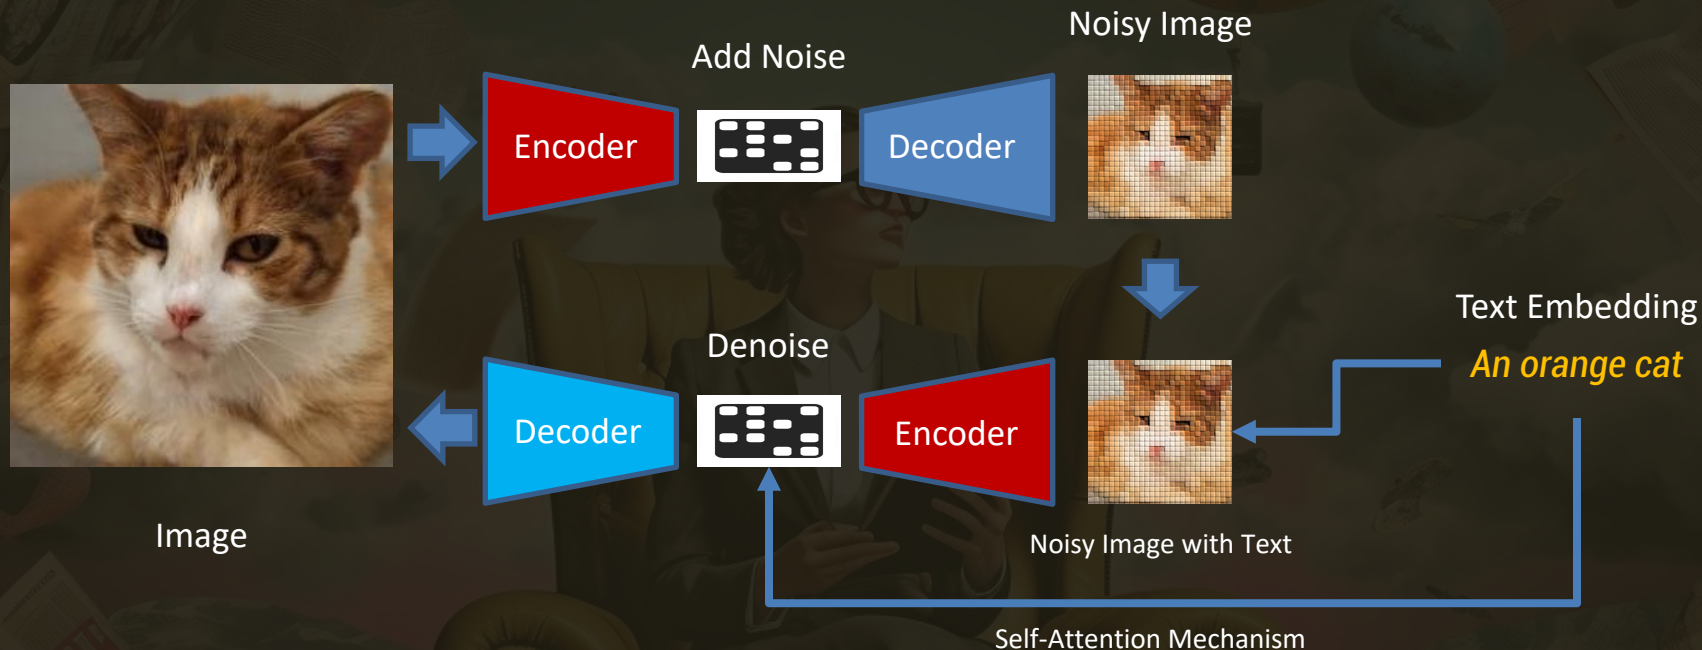 Noisy Image
Add Noise
Encoder
Decoder
Text Embedding
An orange cat
Denoise
Decoder
Encoder
Image
Noisy Image with Text
Self-Attention Mechanism